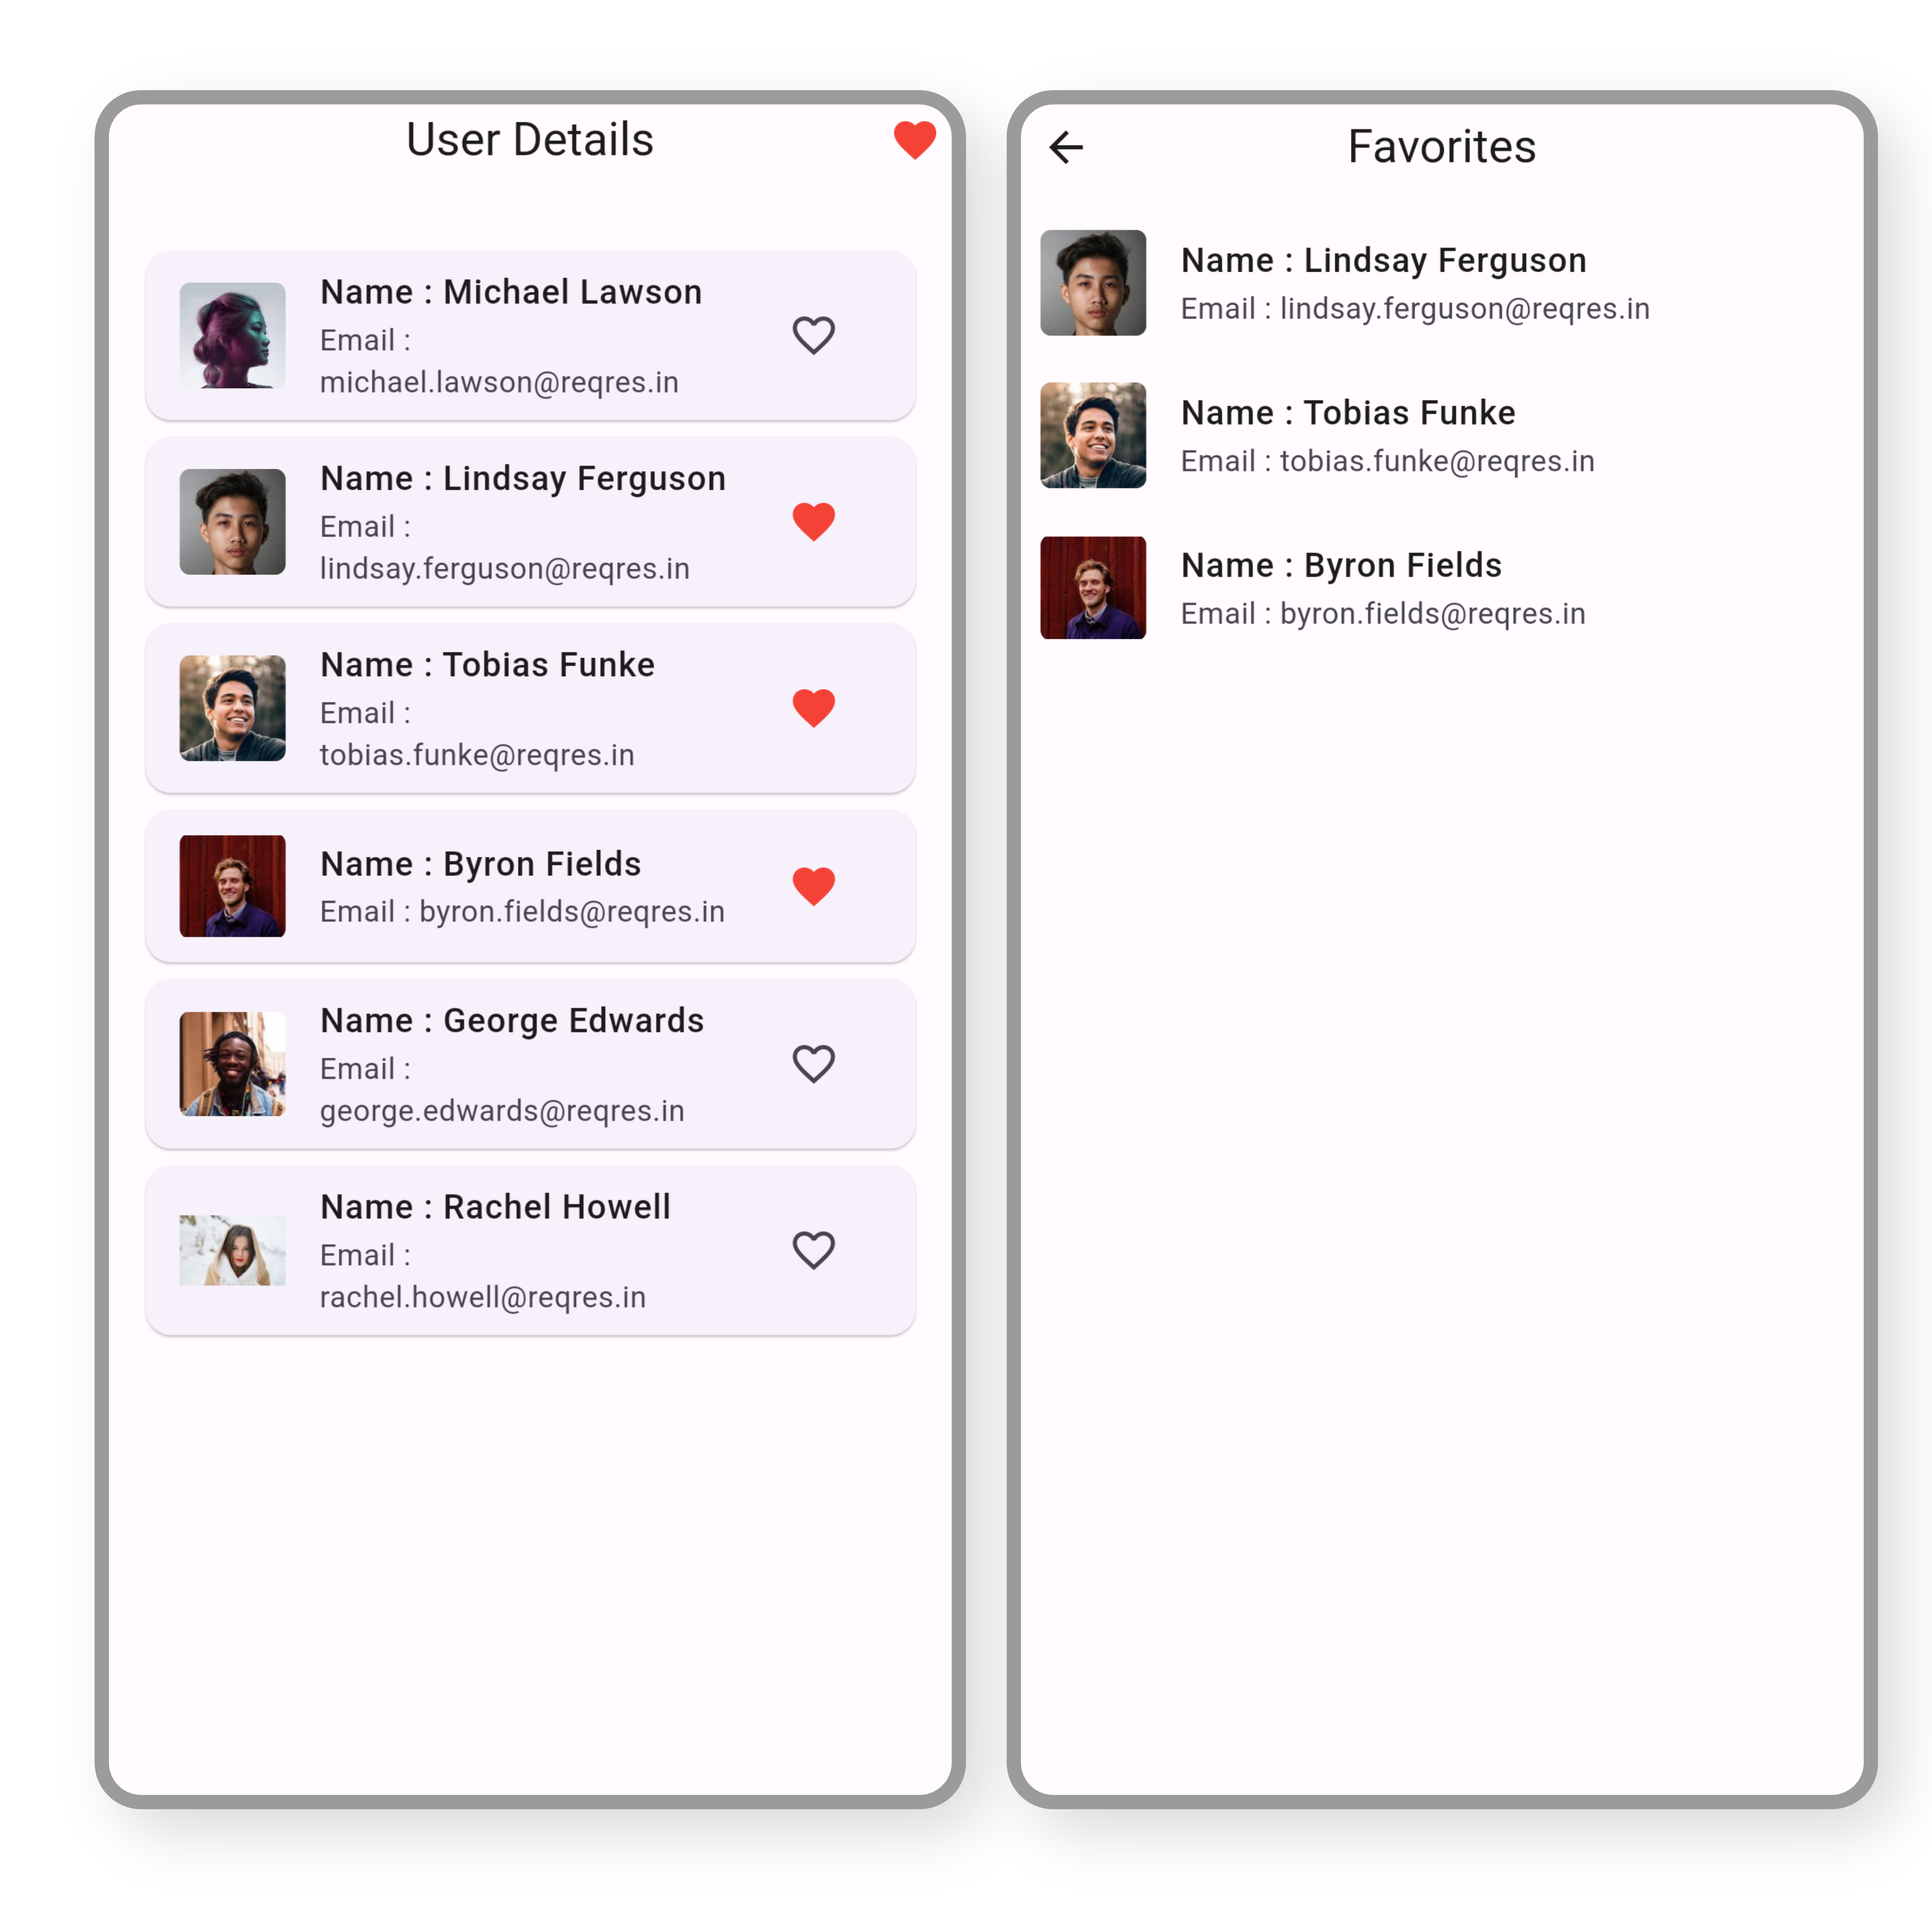 User Details
Name : Michael Lawson
Email :
michael.lawson@reqres.in
Name : Lindsay Ferguson
Email :
lindsay.ferguson@reqres.in
Name : Tobias Funke
Email :
tobias.funke@reqres.in
Name : Byron Fields
Email : byron.fields@reqres.in
Name : George Edwards
Email :
george.edwards@reqres.in
Name : Rachel Howell
Email :
rachel.howell@reqres.in
Favorites
Name : Lindsay Ferguson
Email : lindsay.ferguson@reqres.in
Name : Tobias Funke
Email : tobias.funke@reqres.in
Name : Byron Fields
Email : byron.fields@reqres.in